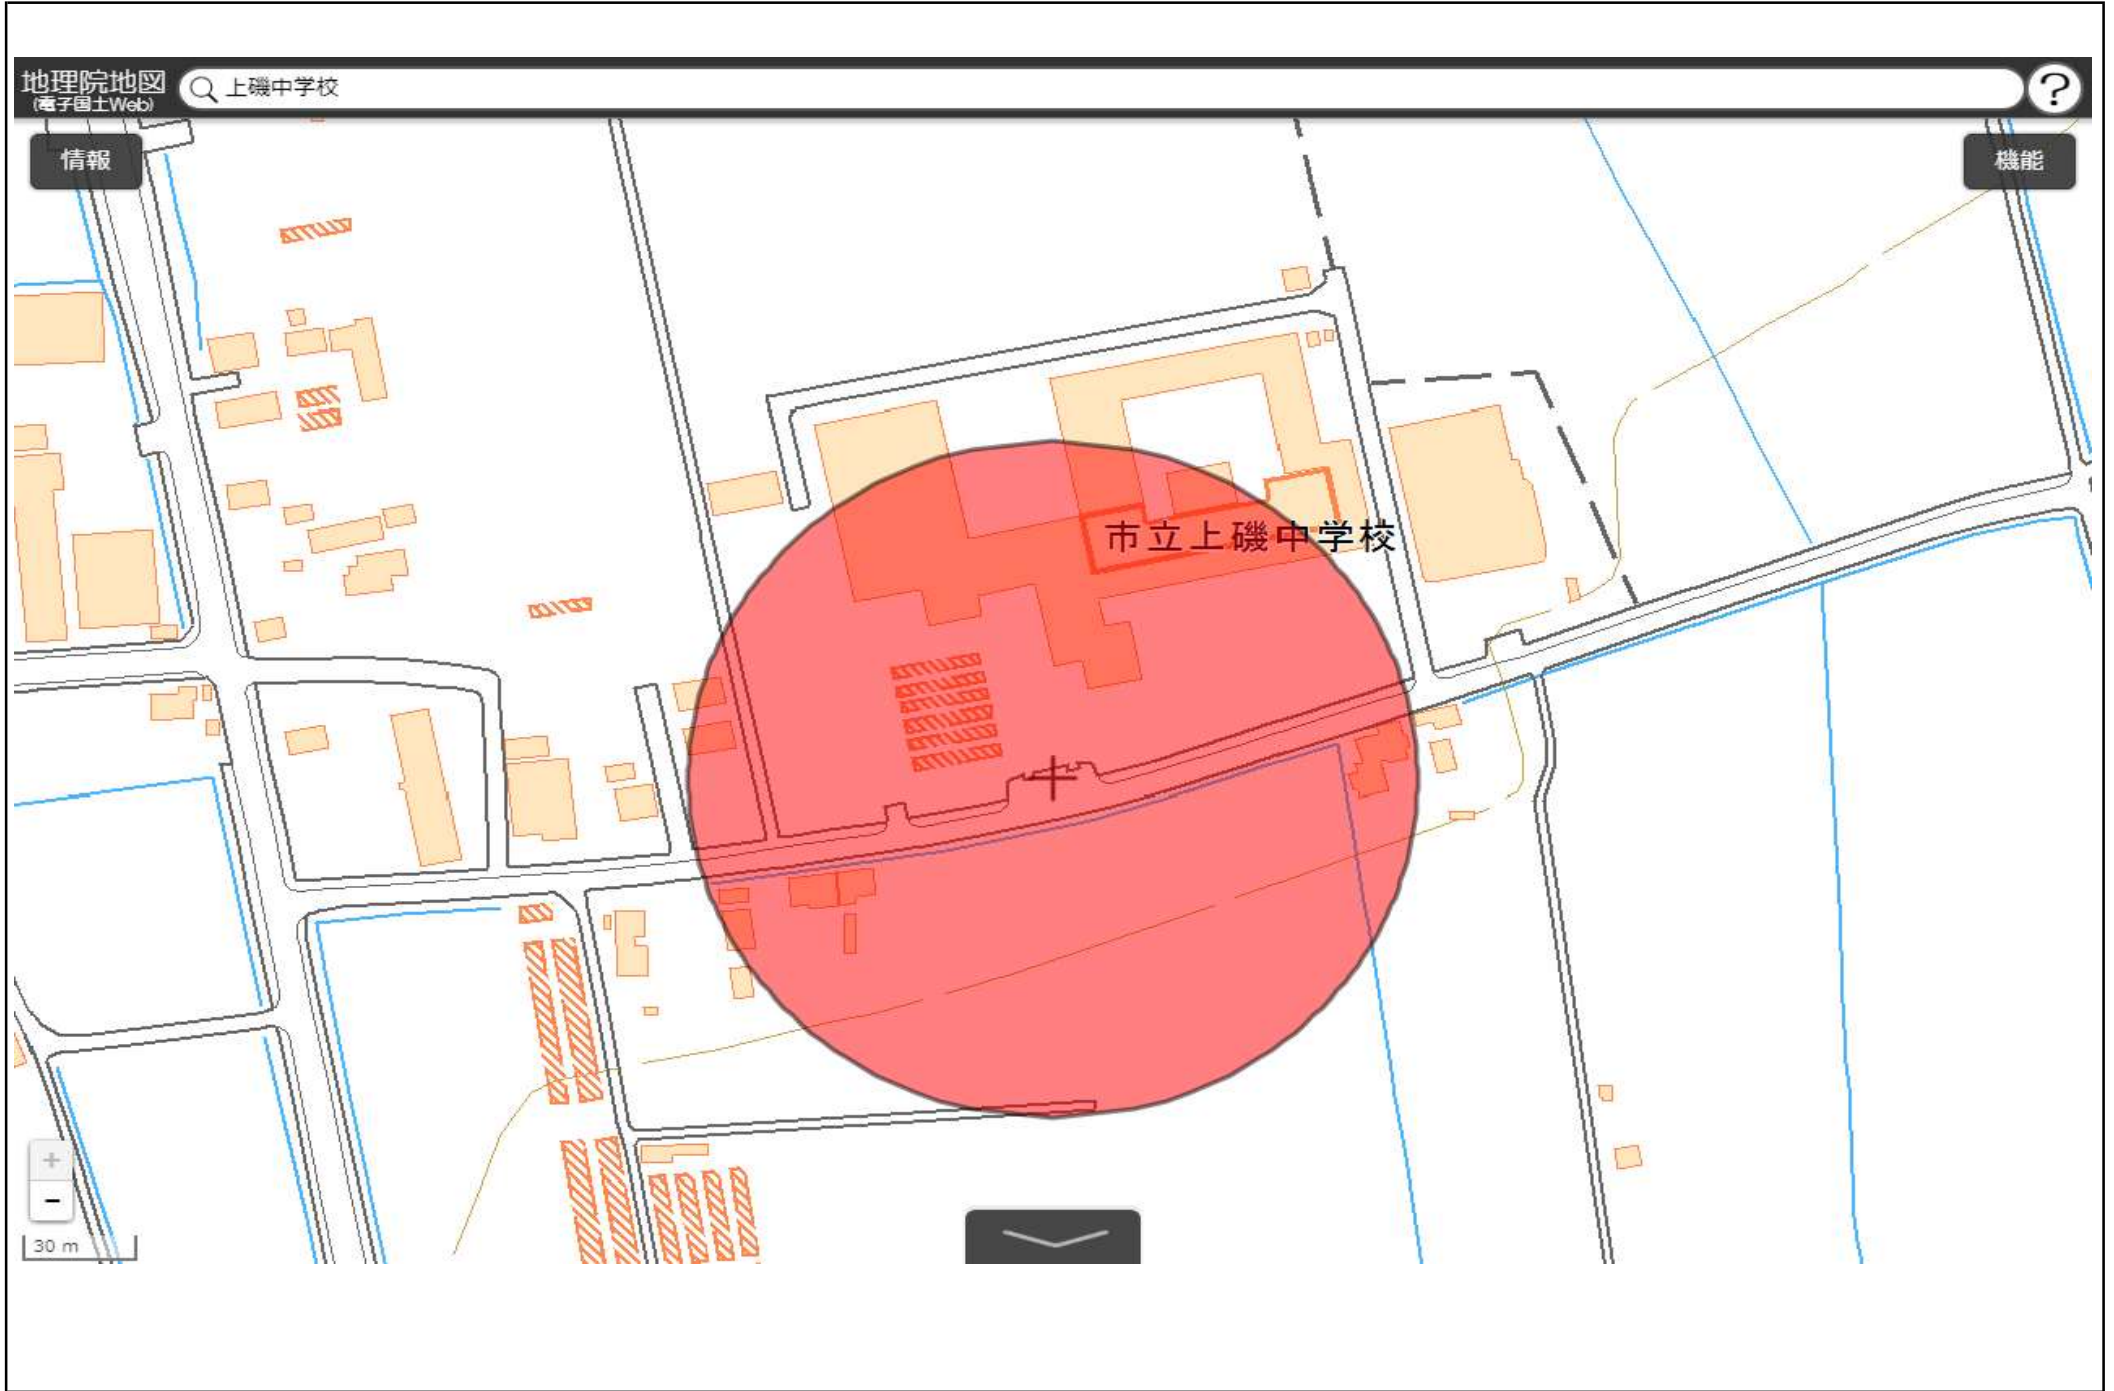 地理院地図
(電子国土Web)
上磯中学校
?
情報
機能
市立上磯中学校
+
-
30 m